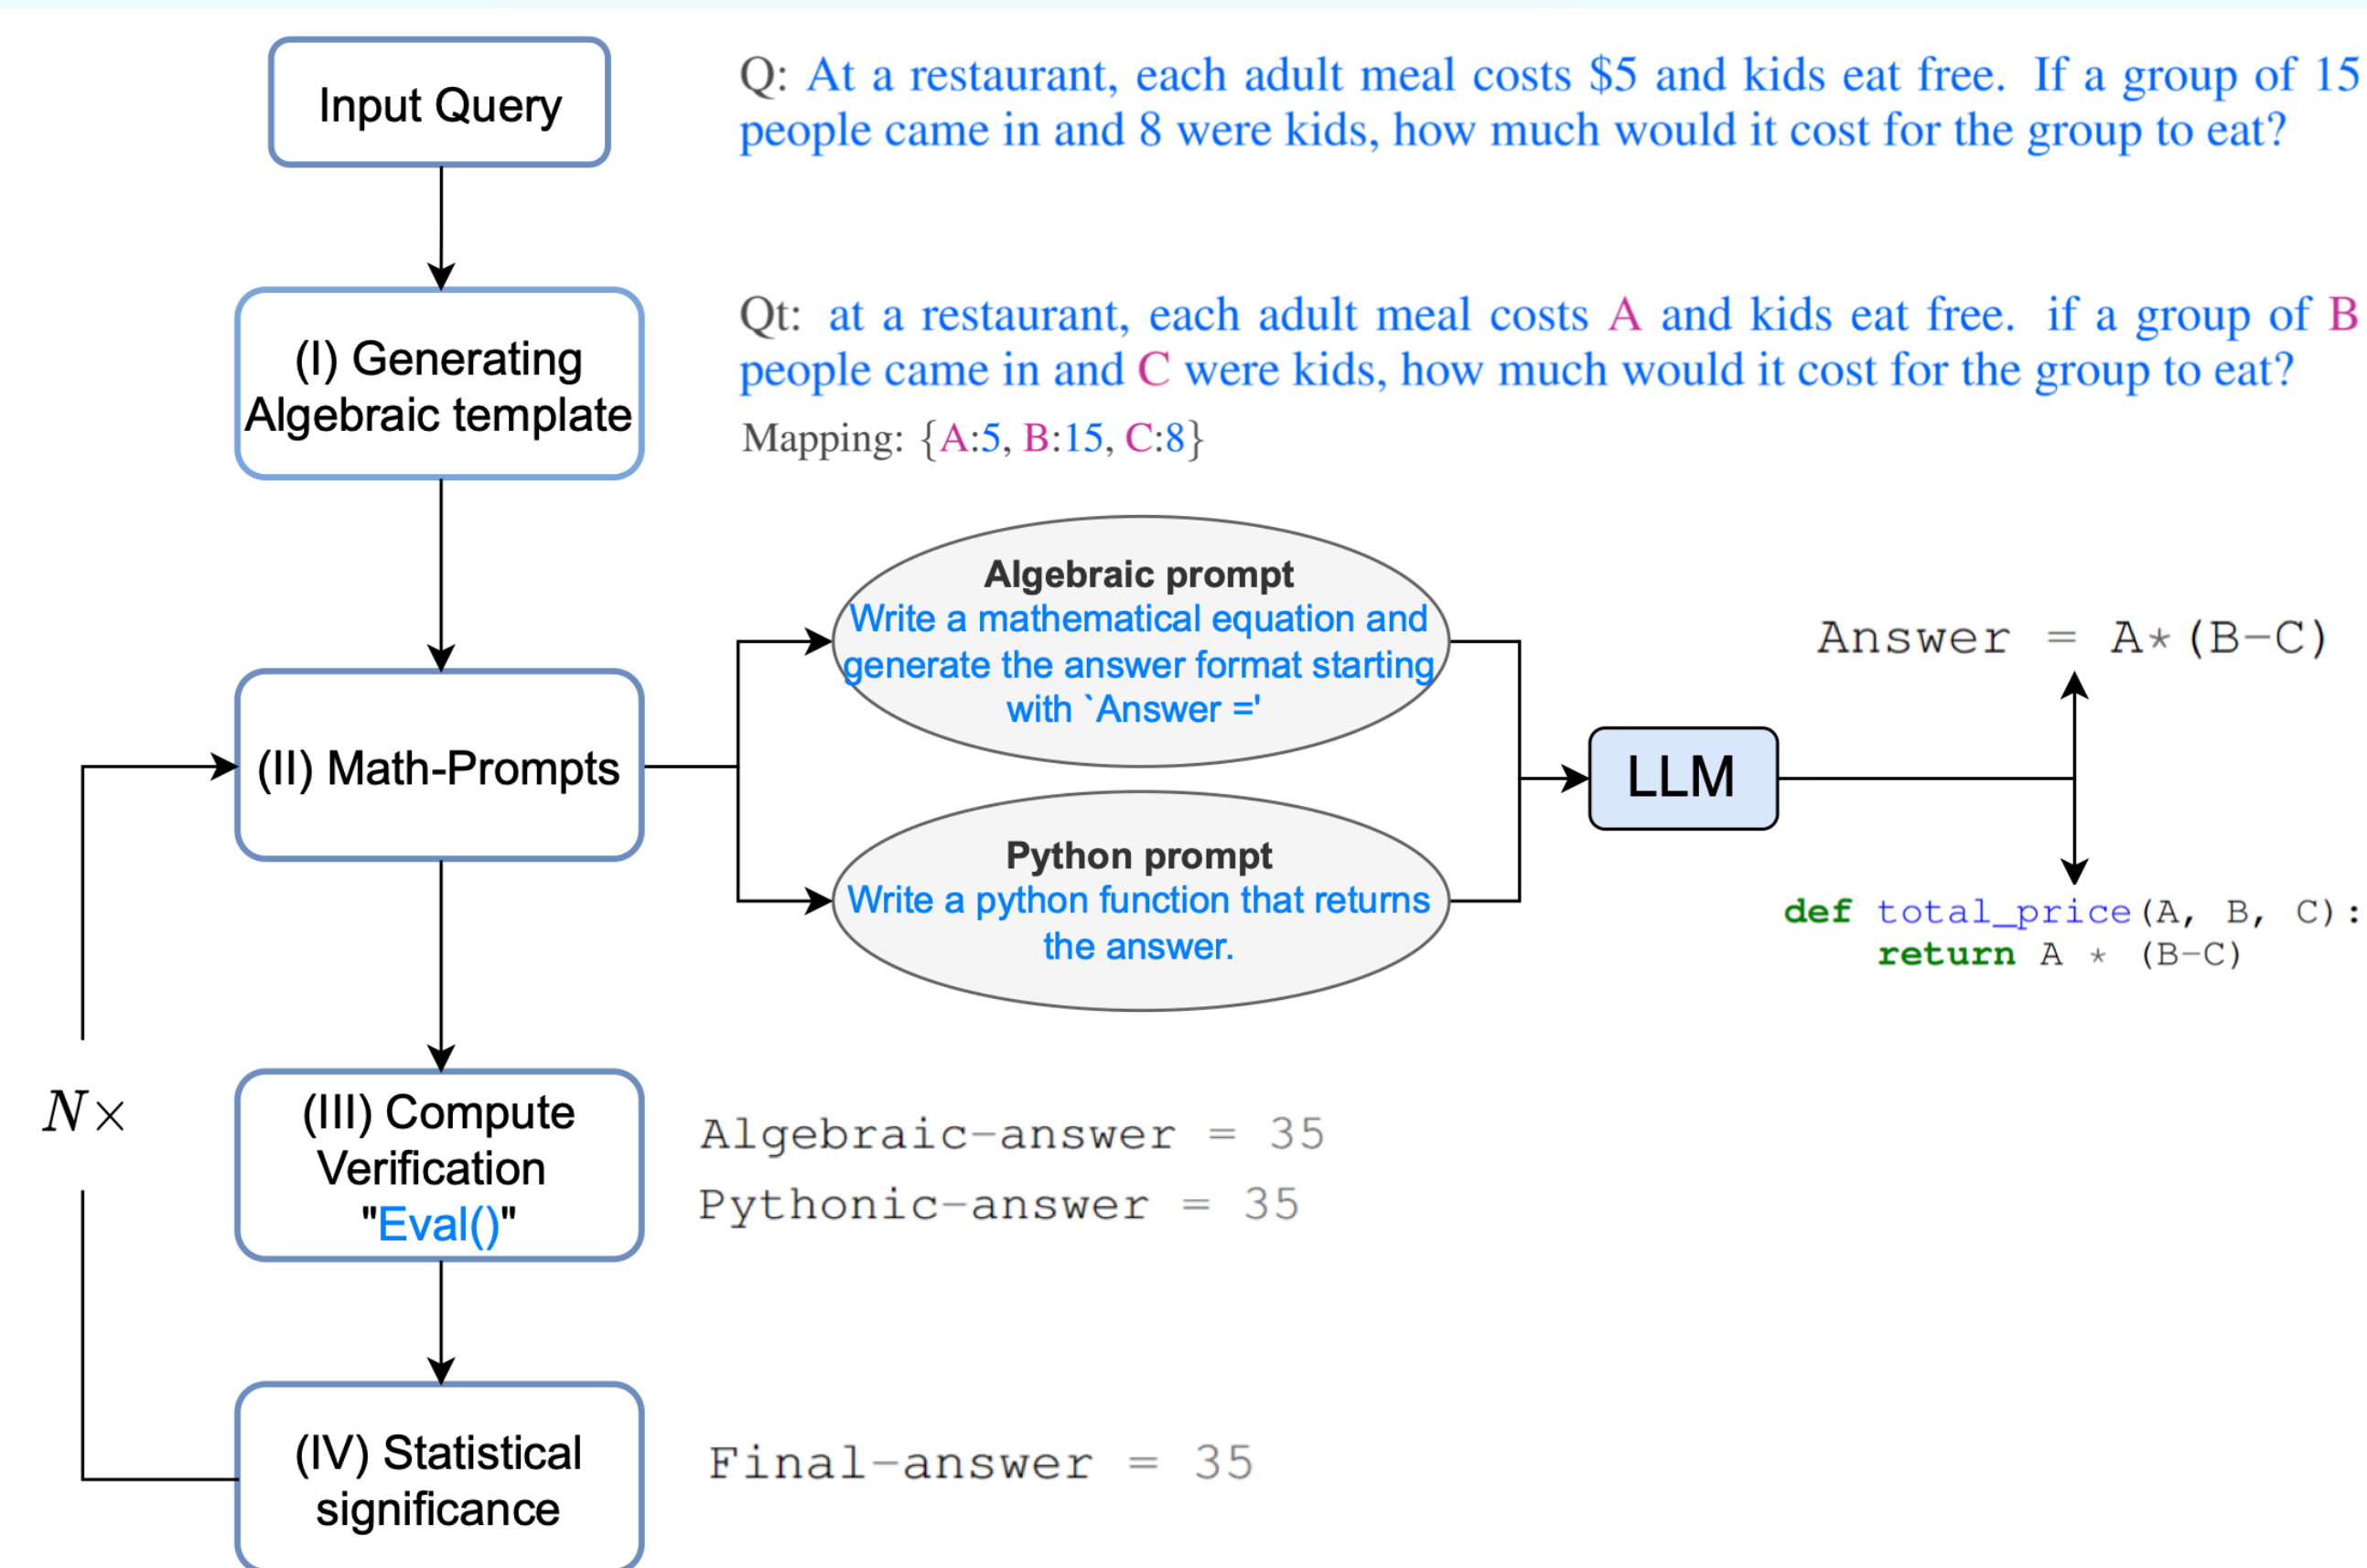 Input Query
Q: At a restaurant, each adult meal costs $5 and kids eat free. If a group of 15
people came in and 8 were kids, how much would it cost for the group to eat?
(I) Generating
Algebraic template
Qt: at a restaurant, each adult meal costs A and kids eat free. if a group of B
people came in and C were kids, how much would it cost for the group to eat?
Mapping: {A:5, B:15, C:8}
(II) Math-Prompts
Algebraic prompt
Write a mathematical equation and
generate the answer format starting
with `Answer ='
Python prompt
Write a python function that returns
the answer.
LLM
Answer = A*(B-C)
def total_price(A, B, C):
return A * (B-C)
N×
(III) Compute
Verification
"Eval()"
Algebraic-answer = 35
Pythonic-answer = 35
(IV) Statistical
significance
Final-answer = 35